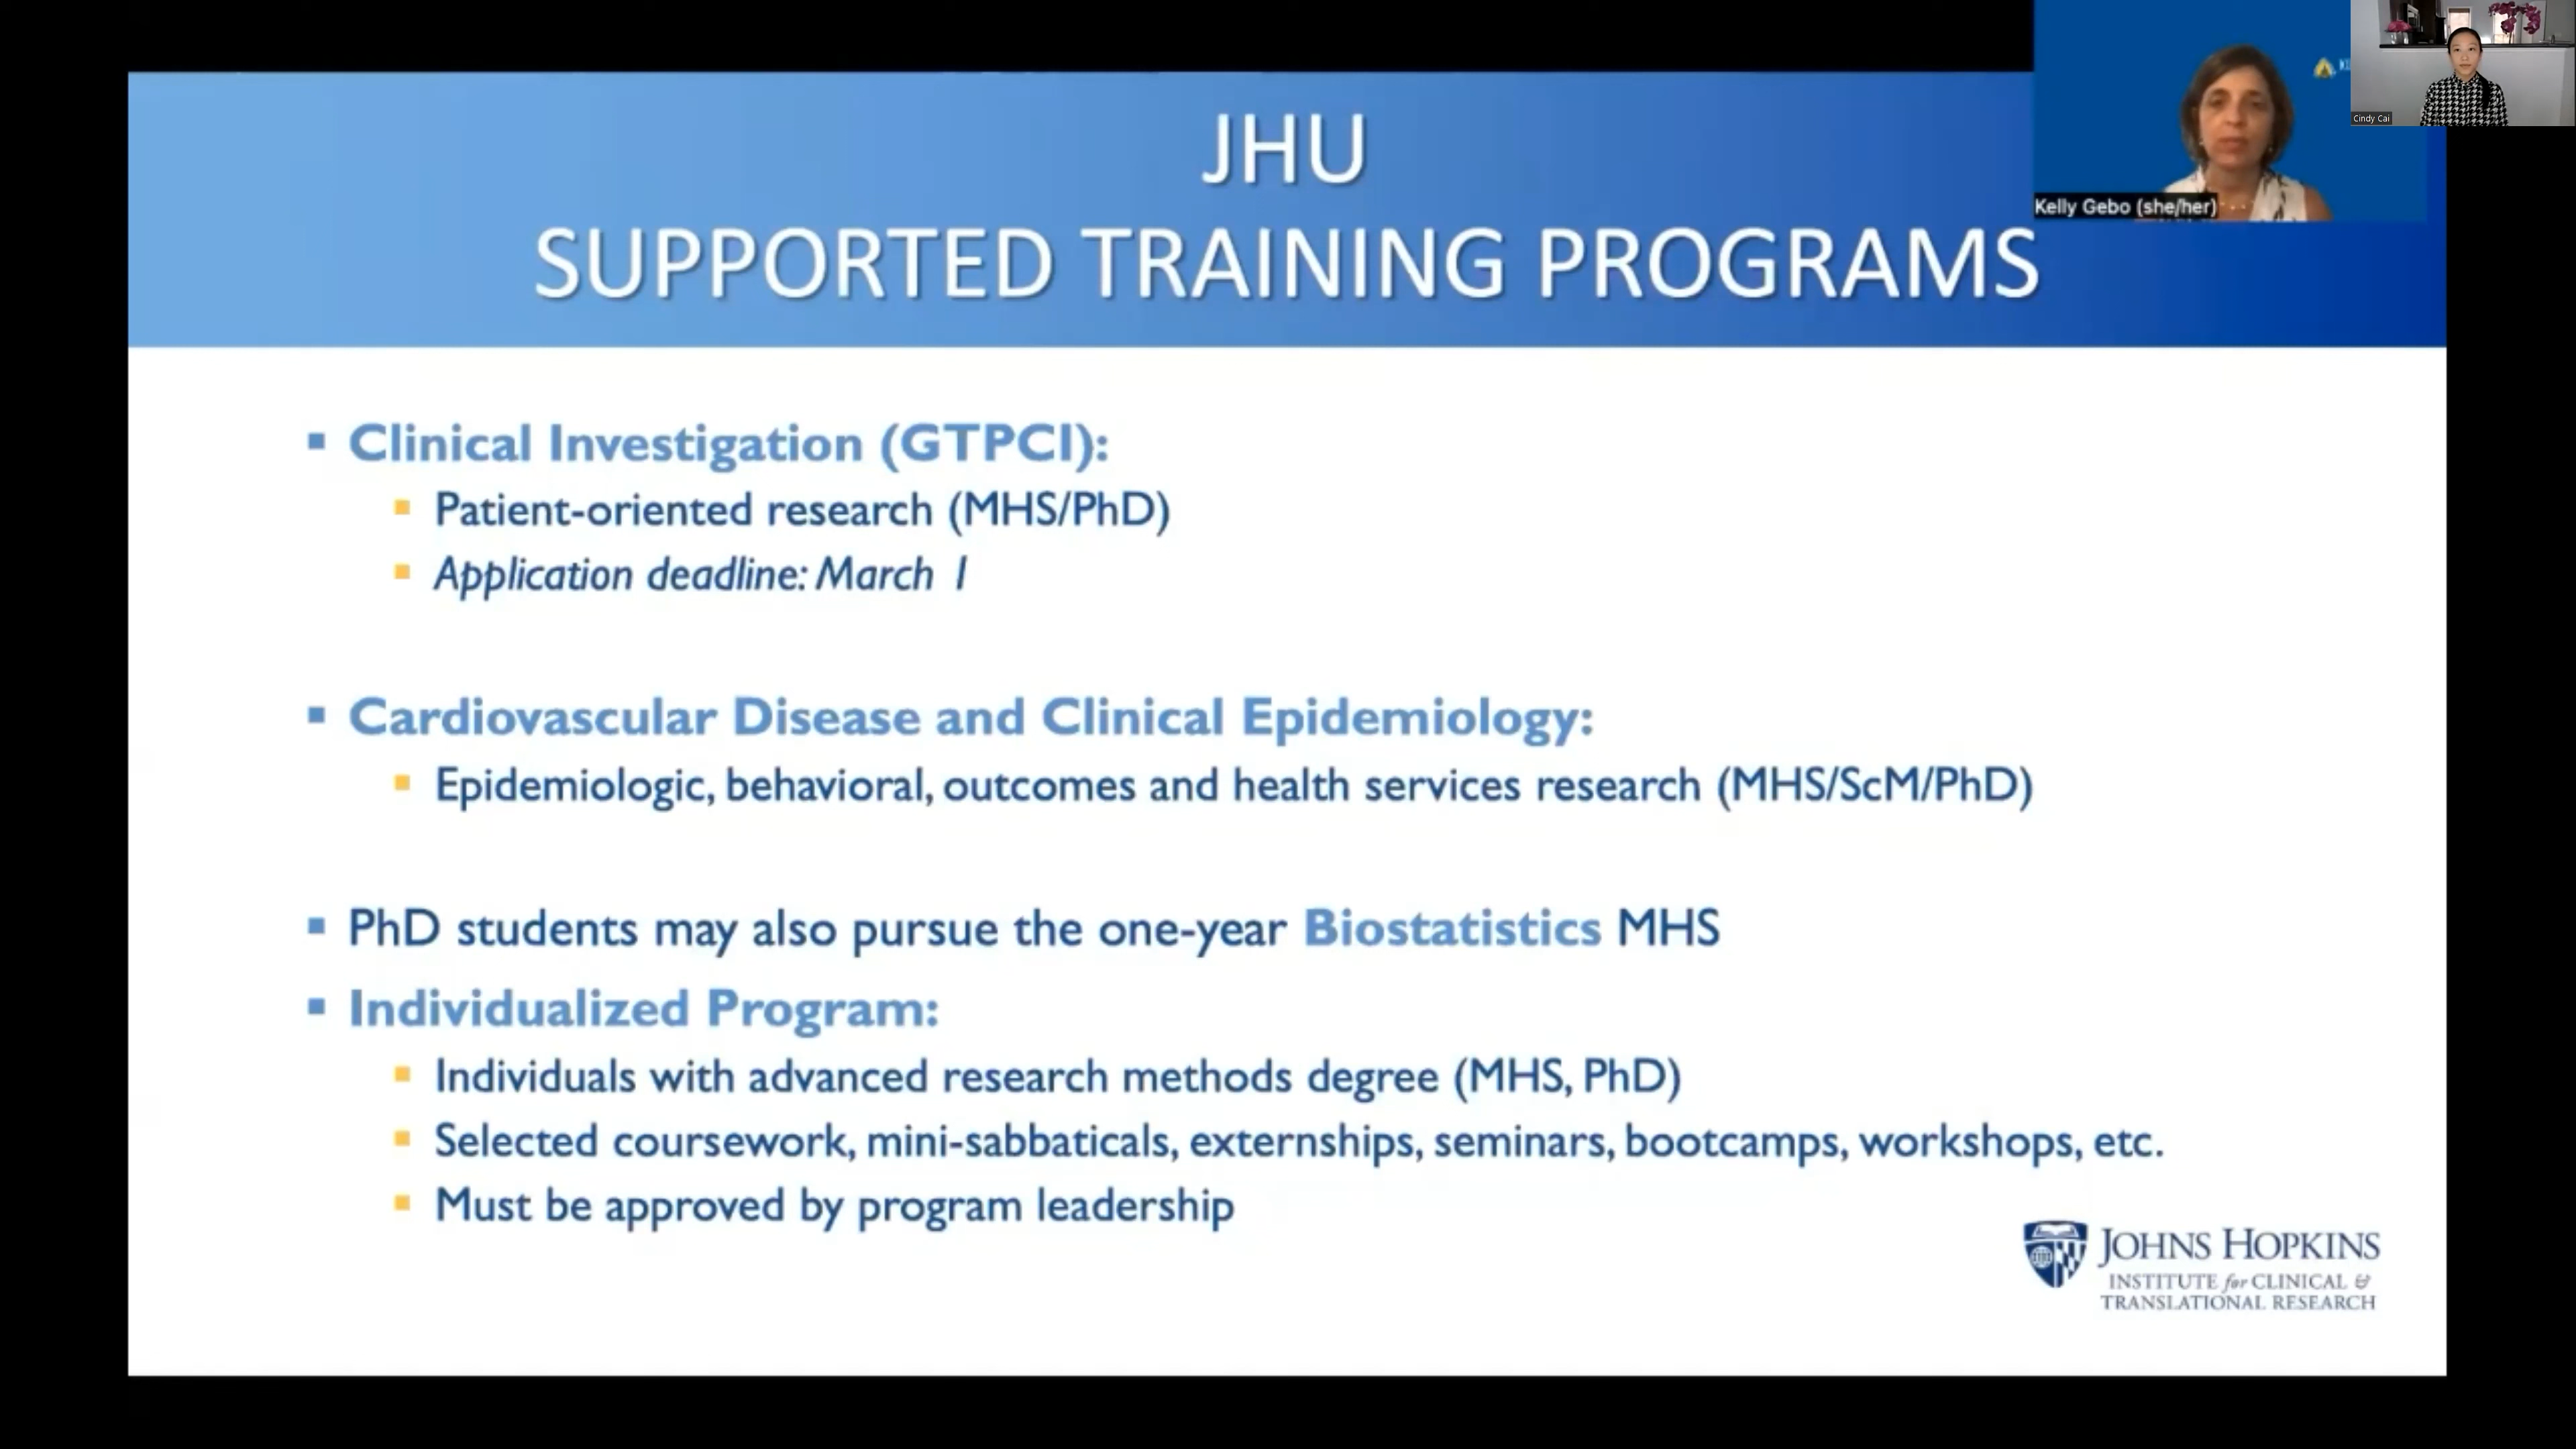 JHU
SUPPORTED TRAINING PROGRAMS
Kelly Gebo (she/her)
Cindy Cai
Clinical Investigation (GTPCI):
Patient-oriented research (MHS/PhD)
Application deadline: March 1
Cardiovascular Disease and Clinical Epidemiology:
Epidemiologic, behavioral, outcomes and health services research (MHS/ScM/PhD)
PhD students may also pursue the one-year Biostatistics MHS
Individualized Program:
Individuals with advanced research methods degree (MHS, PhD)
Selected coursework, mini-sabbaticals, externships, seminars, bootcamps, workshops, etc.
Must be approved by program leadership
JOHNS HOPKINS
INSTITUTE for CLINICAL &
TRANSLATIONAL RESEARCH